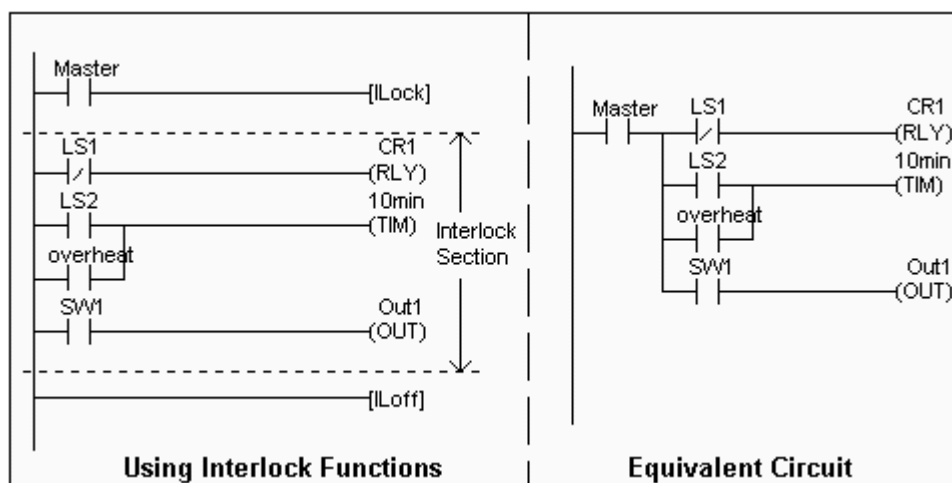 Master
[ILock]
LS1
CR1
(RLY)
LS2
10min
(TIM)
overheat
Interlock
Section
SW1
Out1
(OUT)
[ILoff]
Using Interlock Functions
Master
LS1
CR1
(RLY)
LS2
10min
(TIM)
overheat
SW1
Out1
(OUT)
Equivalent Circuit